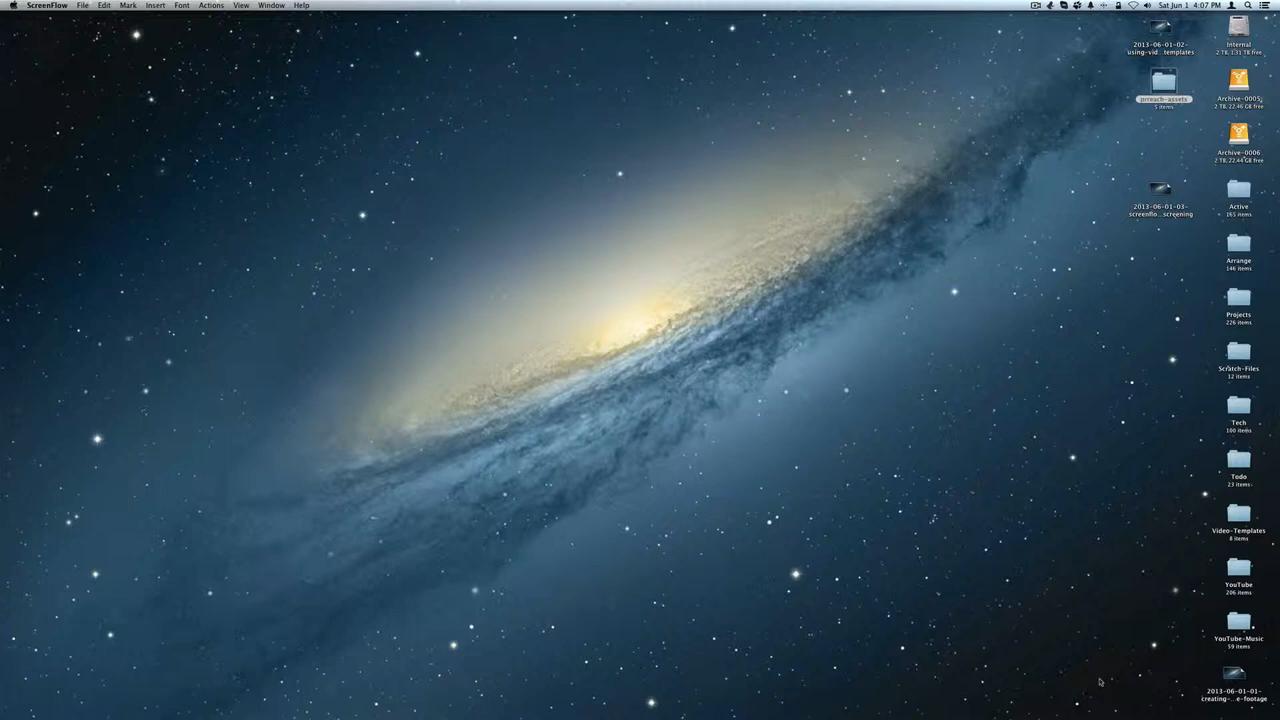 ScreenFlow File Edit Mark Insert Font Actions View Window Help
Sat Jun 1 4:07 PM
2013-06-01-02-
using-vid...templates
prreach-assets
5 items
2013-06-01-03-
screenflo...screening
Internal
2 TB, 1.31 TB free
Archive-0005
2 TB, 22.46 GB free
Archive-0006
2 TB, 22.44 GB free
Active
165 items
Arrange
146 items
Projects
226 items
Scratch-Files
12 items
Tech
100 items
Todo
23 items
Video-Templates
8 items
YouTube
206 items
YouTube-Music
59 items
2013-06-01-01-
creating-...e-footage